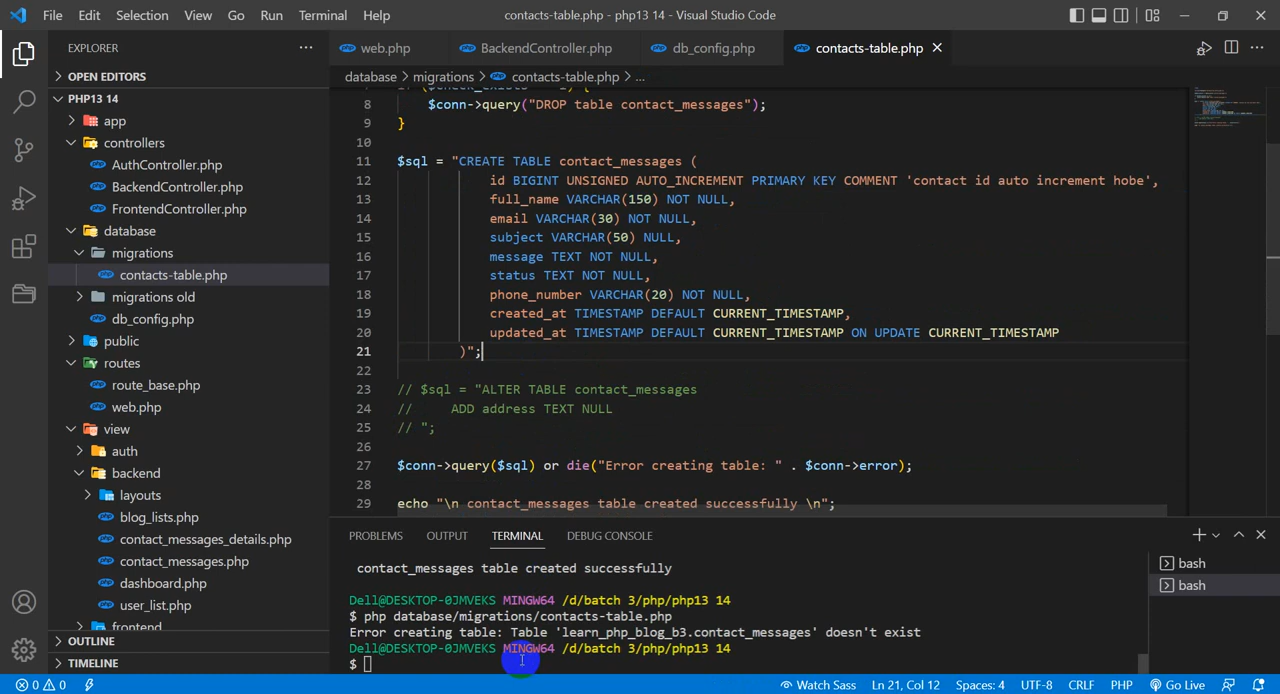 File Edit Selection View Go Run Terminal Help contacts-table.php - php13 14 - Visual Studio Code
EXPLORER
OPEN EDITORS
PHP13 14
app
controllers
AuthController.php
BackendController.php
FrontendController.php
database
migrations
contacts-table.php
migrations old
db_config.php
public
routes
route_base.php
web.php
view
auth
backend
layouts
blog_lists.php
contact_messages_details.php
contact_messages.php
dashboard.php
user_list.php
frontend
OUTLINE
TIMELINE
web.php BackendController.php db_config.php contacts-table.php
database > migrations > contacts-table.php > ...
8 $conn->query("DROP table contact_messages");
9 }
10
11 $sql = "CREATE TABLE contact_messages (
12 id BIGINT UNSIGNED AUTO_INCREMENT PRIMARY KEY COMMENT 'contact id auto increment hobe',
13 full_name VARCHAR(150) NOT NULL,
14 email VARCHAR(30) NOT NULL,
15 subject VARCHAR(50) NULL,
16 message TEXT NOT NULL,
17 status TEXT NOT NULL,
18 phone_number VARCHAR(20) NOT NULL,
19 created_at TIMESTAMP DEFAULT CURRENT_TIMESTAMP,
20 updated_at TIMESTAMP DEFAULT CURRENT_TIMESTAMP ON UPDATE CURRENT_TIMESTAMP
21 )";
22
23 // $sql = "ALTER TABLE contact_messages
24 // ADD address TEXT NULL
25 // ";
26
27 $conn->query($sql) or die("Error creating table: " . $conn->error);
28
29 echo "\n contact_messages table created successfully \n";
PROBLEMS OUTPUT TERMINAL DEBUG CONSOLE
contact_messages table created successfully
Dell@DESKTOP-0JMVEKS MINGW64 /d/batch 3/php/php13 14
$ php database/migrations/contacts-table.php
Error creating table: Table 'learn_php_blog_b3.contact_messages' doesn't exist
Dell@DESKTOP-0JMVEKS MINGW64 /d/batch 3/php/php13 14
$
bash
bash
0 0 Watch Sass Ln 21, Col 12 Spaces: 4 UTF-8 CRLF PHP Go Live